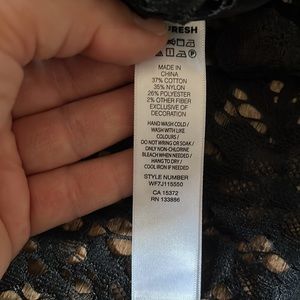 FRESH
MADE IN
CHINA
37% COTTON
35% NYLON
26% POLYESTER
2% OTHER FIBER
EXCLUSIVE OF
DECORATION
HAND WASH COLD /
WASH WITH LIKE
COLOURS /
DO NOT WRING OR SOAK /
ONLY NON-CHLORINE
BLEACH WHEN NEEDED /
HANG TO DRY /
COOL IRON IF NEEDED
STYLE NUMBER
WF7J115550
CA 15372
RN 133886